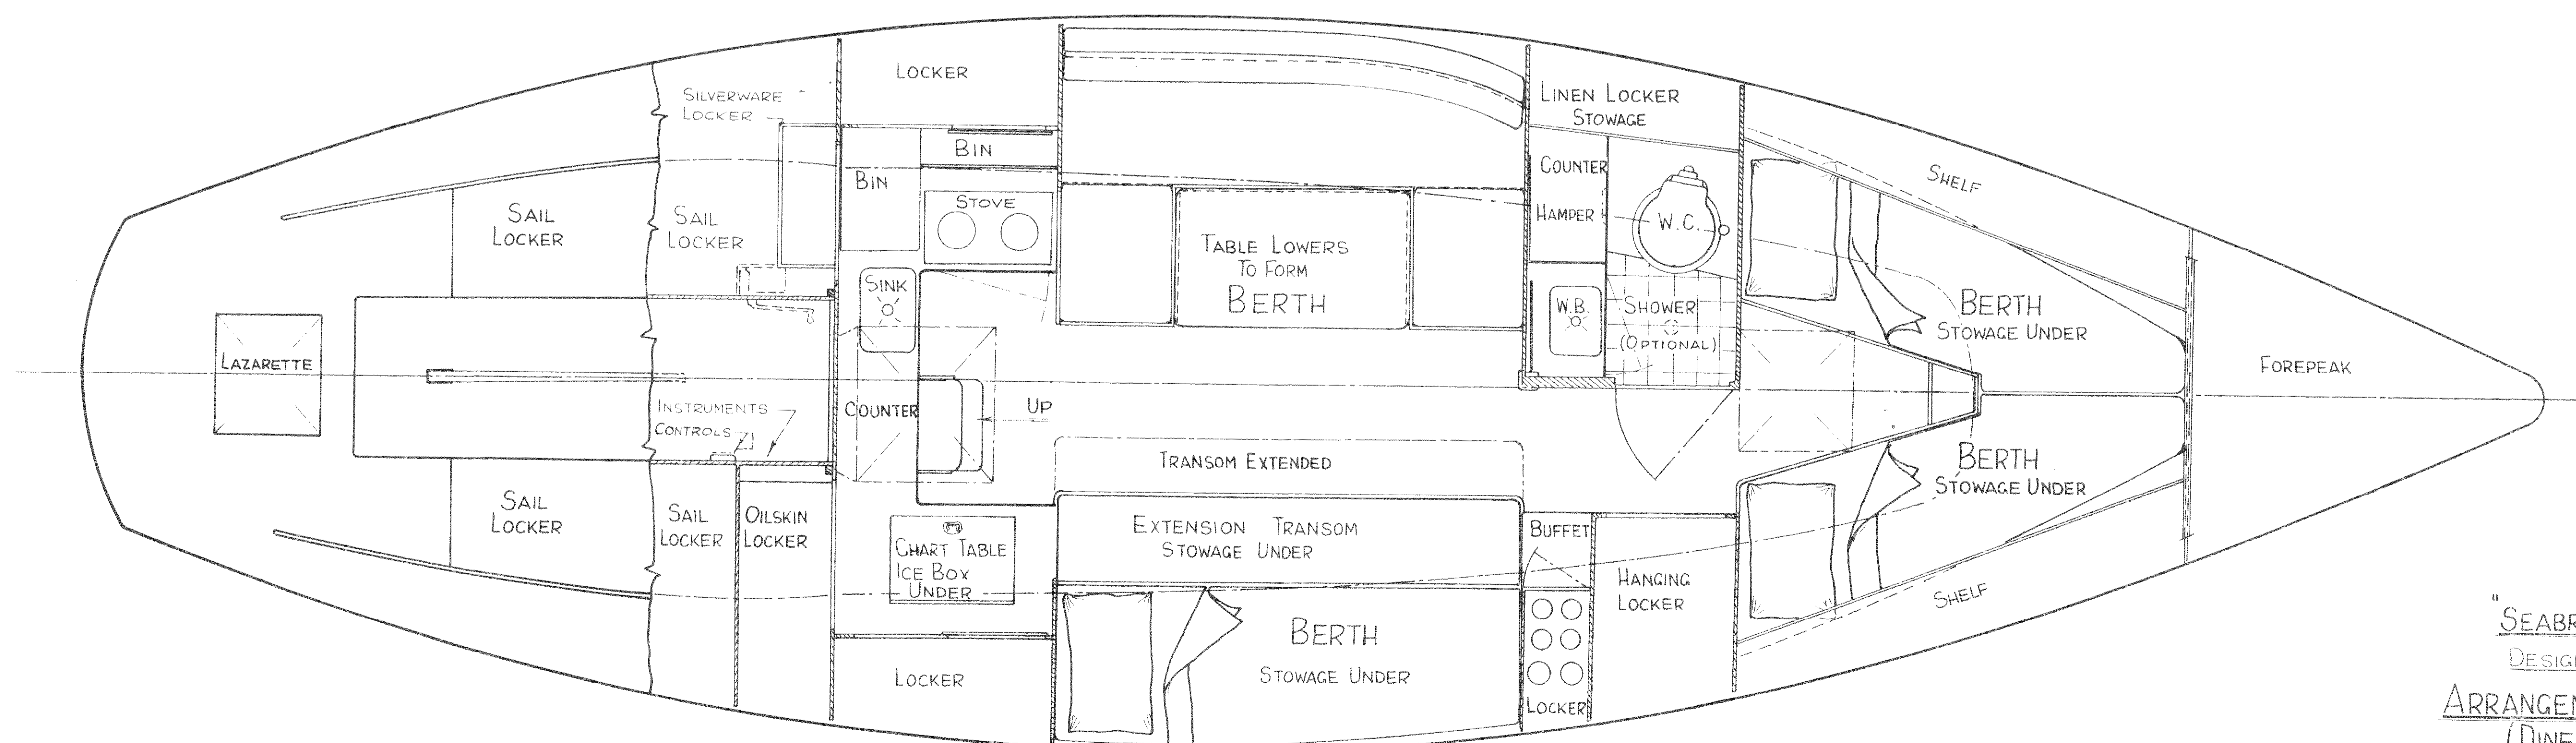 LOCKER
SILVERWARE
LOCKER
BIN
BIN
STOVE
SAIL
LOCKER
SAIL
LOCKER
SINK
LAZARETTE
INSTRUMENTS
CONTROLS
COUNTER
UP
SAIL
LOCKER
SAIL
LOCKER
OILSKIN
LOCKER
CHART TABLE
ICE BOX
UNDER
LOCKER
TABLE LOWERS
TO FORM
BERTH
TRANSOM EXTENDED
EXTENSION TRANSOM
STOWAGE UNDER
BERTH
STOWAGE UNDER
LINEN LOCKER
STOWAGE
COUNTER
HAMPER
W.C.
W.B.
SHOWER
(OPTIONAL)
BUFFET
HANGING
LOCKER
LOCKER
SHELF
BERTH
STOWAGE UNDER
BERTH
STOWAGE UNDER
SHELF
FOREPEAK
"SEABR
DESIG
ARRANGEM
(DINE